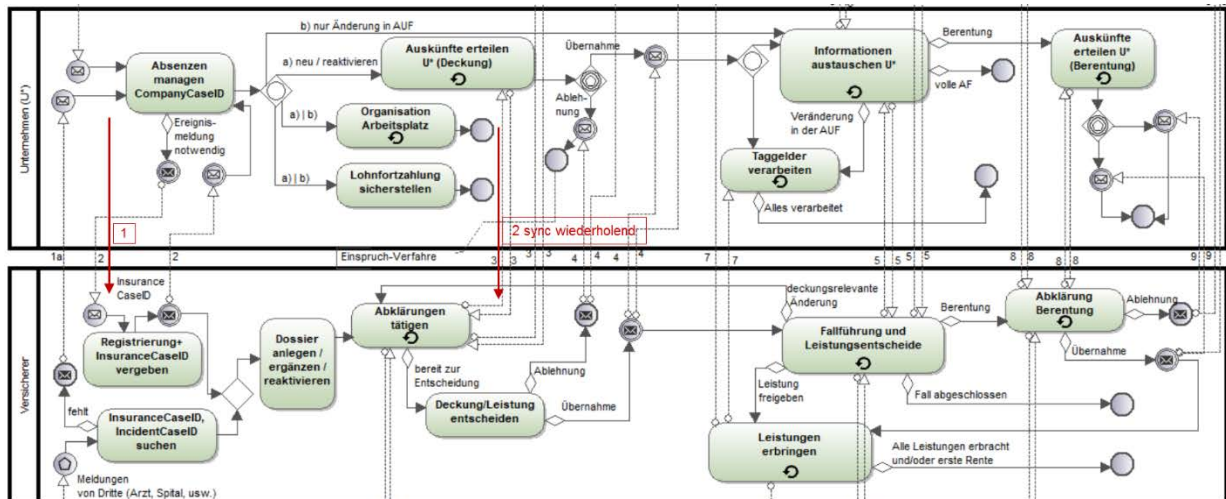 Unternehmen (U*)
b) nur Änderung in AUF
Absenzen
managen
CompanyCaseID
a) neu / reaktivieren
Auskünfte erteilen
U* (Deckung)
a) | b)
Organisation
Arbeitsplatz
a) | b)
Lohnfortzahlung
sicherstellen
Ereignis-
meldung
notwendig
Übernahme
Ableh-
nung
Informationen
austauschen U*
Berentung
volle AF
Veränderung
in der AUF
Taggelder
verarbeiten
Alles verarbeitet
Auskünfte
erteilen U*
(Berentung)
1
2 sync wiederholend
1a
2
2
Einspruch-Verfahre
3
3
3
3
4
4
4
4
7
7
5
5
5
5
8
8
8
8
9
9
Versicherer
Insurance
CaseID
Registrierung+
InsuranceCaseID
vergeben
fehlt
InsuranceCaseID,
IncidentCaseID
suchen
Meldungen
von Dritte (Arzt, Spital, usw.)
Dossier
anlegen /
ergänzen /
reaktivieren
Abklärungen
tätigen
bereit zur
Entscheidung
Ablehnung
Deckung/Leistung
entscheiden
Übernahme
deckungsrelevante
Änderung
Fallführung und
Leistungsentscheide
Berentung
Leistung
freigeben
Fall abgeschlossen
Leistungen
erbringen
Alle Leistungen erbracht
und/oder erste Rente
Abklärung
Berentung
Ablehnung
Übernahme